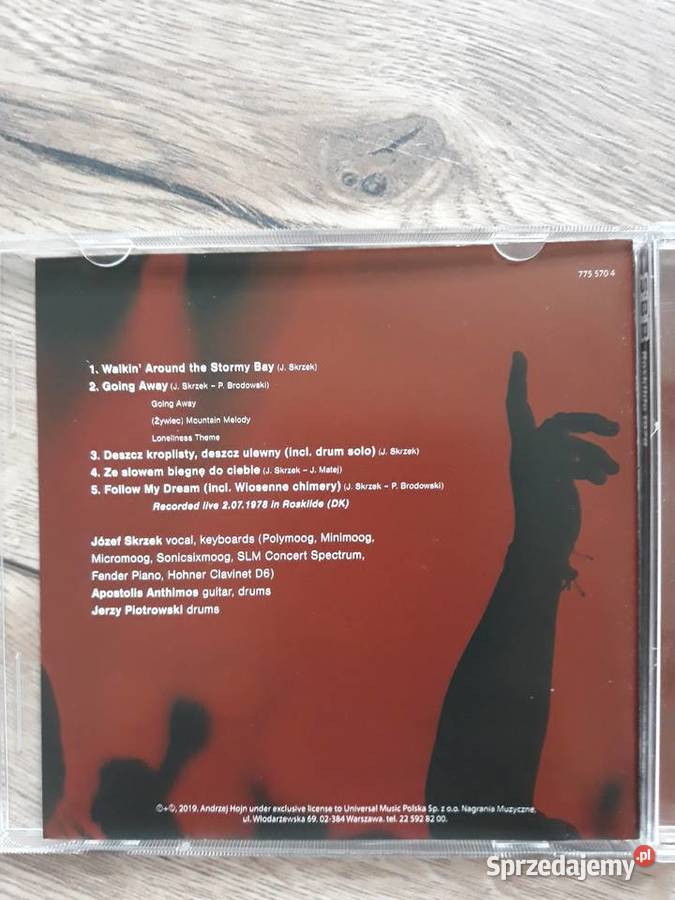 775 570 4
SBB Roskilde 1978
1. Walkin' Around the Stormy Bay (J. Skrzek)
2. Going Away (J. Skrzek – P. Brodowski)
Going Away
(Żywiec) Mountain Melody
Loneliness Theme
3. Deszcz kroplisty, deszcz ulewny (incl. drum solo) (J. Skrzek)
4. Ze słowem biegnę do ciebie (J. Skrzek – J. Matej)
5. Follow My Dream (incl. Wiosenne chimery) (J. Skrzek – P. Brodowski)
Recorded live 2.07.1978 in Roskilde (DK)
Józef Skrzek vocal, keyboards (Polymoog, Minimoog,
Micromoog, Sonicsixmoog, SLM Concert Spectrum,
Fender Piano, Hohner Clavinet D6)
Apostolis Anthimos guitar, drums
Jerzy Piotrowski drums
℗+©, 2019, Andrzej Hojn under exclusive license to Universal Music Polska Sp. z o.o. Nagrania Muzyczne,
ul. Włodarzewska 69. 02-384 Warszawa. tel. 22 592 82 00.
Sprzedajemy.pl